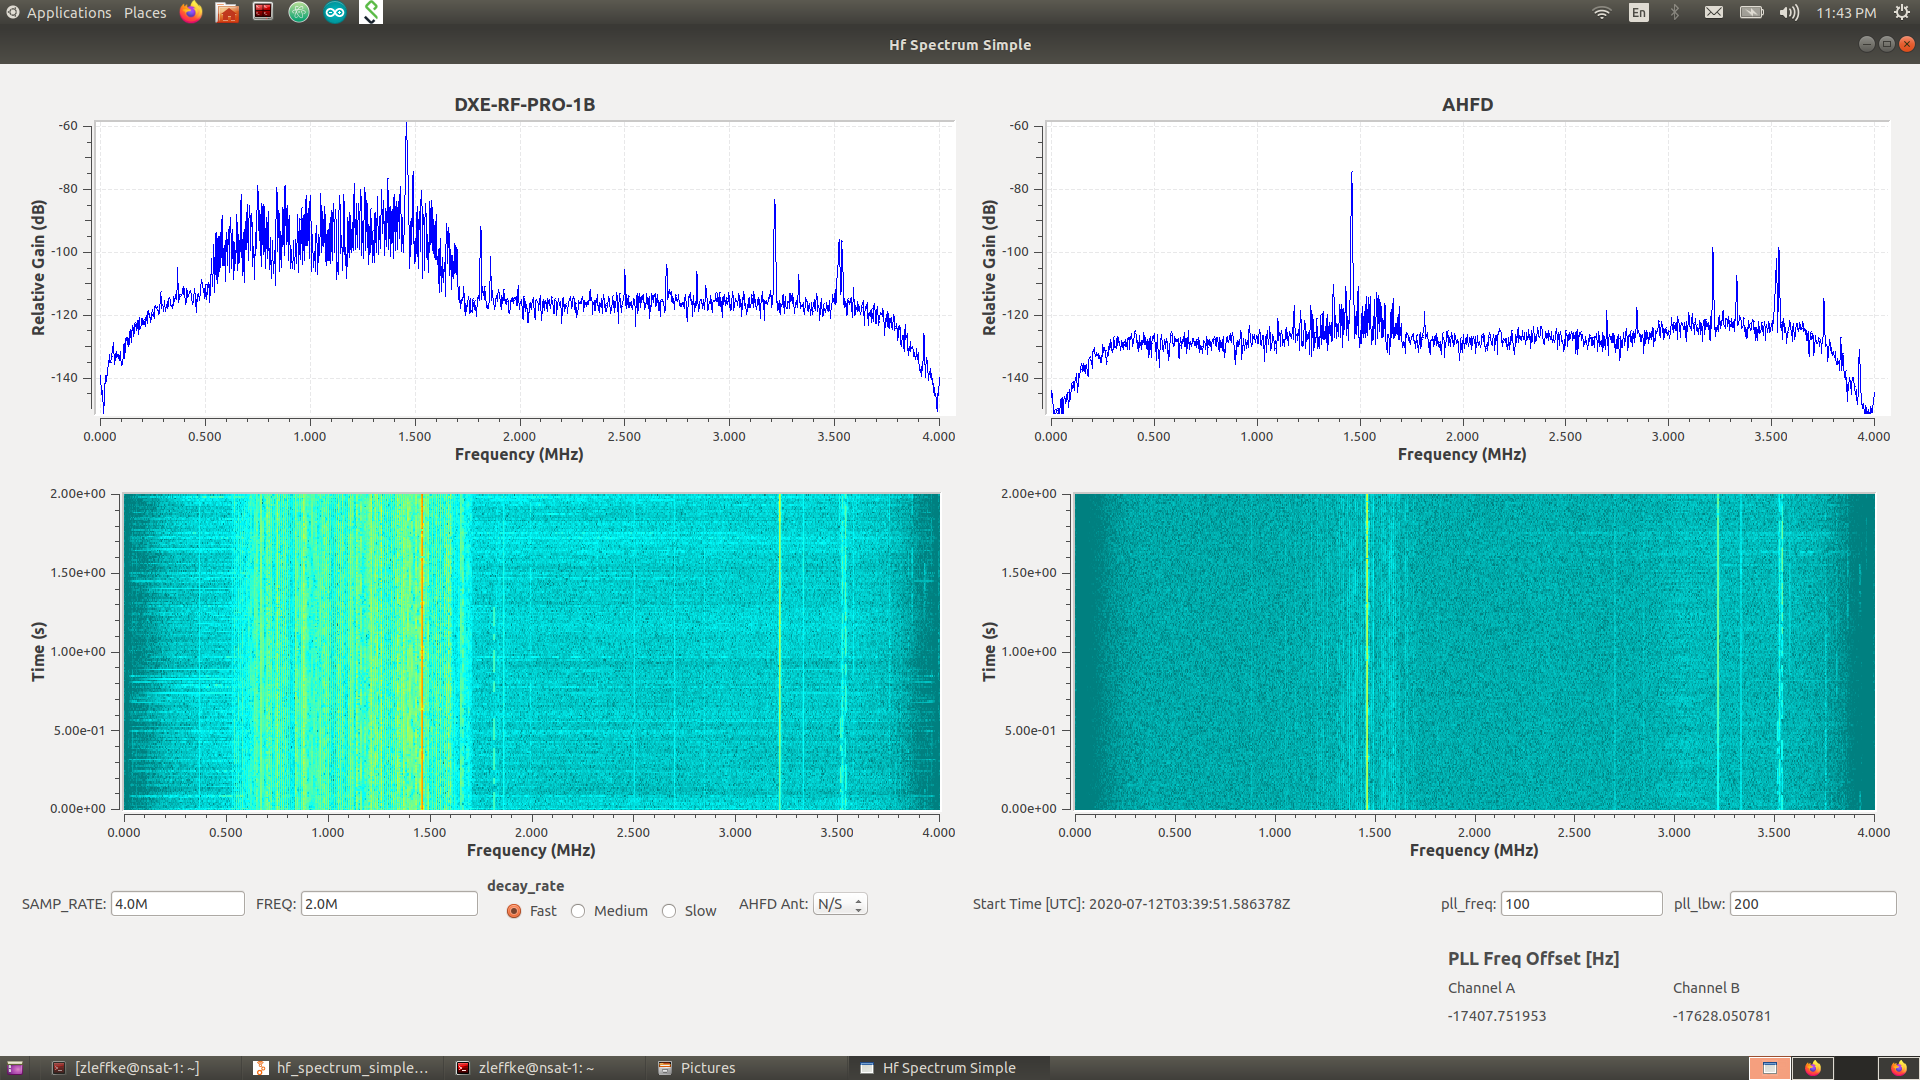 Applications Places En 11:43 PM
Hf Spectrum Simple
DXE-RF-PRO-1B
-60
-80
-100
-120
-140
Relative Gain (dB)
0.000 0.500 1.000 1.500 2.000 2.500 3.000 3.500 4.000
Frequency (MHz)
AHFD
-60
-80
-100
-120
-140
Relative Gain (dB)
0.000 0.500 1.000 1.500 2.000 2.500 3.000 3.500 4.000
Frequency (MHz)
2.00e+00
1.50e+00
1.00e+00
5.00e-01
0.00e+00
Time (s)
0.000 0.500 1.000 1.500 2.000 2.500 3.000 3.500 4.000
Frequency (MHz)
2.00e+00
1.50e+00
1.00e+00
5.00e-01
0.00e+00
Time (s)
0.000 0.500 1.000 1.500 2.000 2.500 3.000 3.500 4.000
Frequency (MHz)
SAMP_RATE: 4.0M FREQ: 2.0M
decay_rate
Fast Medium Slow
AHFD Ant: N/S
Start Time [UTC]: 2020-07-12T03:39:51.586378Z
pll_freq: 100 pll_lbw: 200
PLL Freq Offset [Hz]
Channel A Channel B
-17407.751953 -17628.050781
[zleffke@nsat-1: ~] hf_spectrum_simple... zleffke@nsat-1: ~ Pictures Hf Spectrum Simple